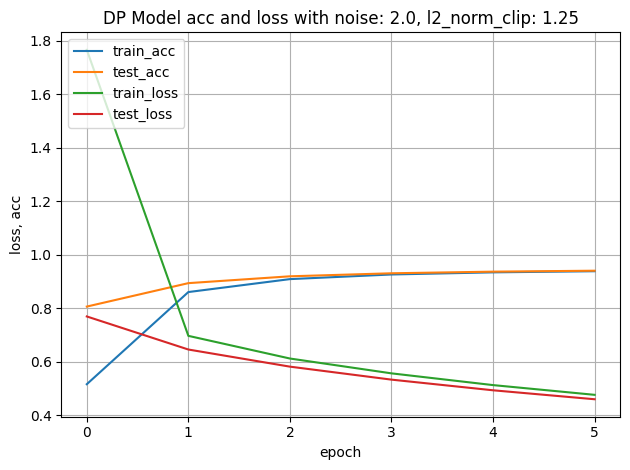 DP Model acc and loss with noise: 2.0, l2_norm_clip: 1.25
1.8
1.6
1.4
1.2
1.0
0.8
0.6
0.4
loss, acc
train_acc
test_acc
train_loss
test_loss
0 1 2 3 4 5
epoch